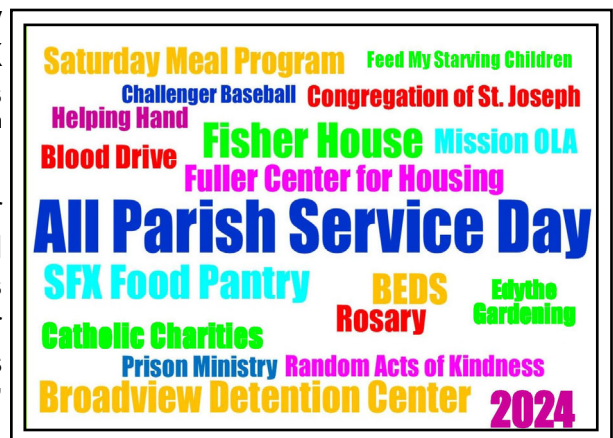 Saturday Meal Program
Feed My Starving Children
Challenger Baseball
Congregation of St. Joseph
Helping Hand
Fisher House
Mission OLA
Blood Drive
Fuller Center for Housing
All Parish Service Day
SFX Food Pantry
BEDS
Edythe
Gardening
Rosary
Catholic Charities
Prison Ministry
Random Acts of Kindness
Broadview Detention Center
2024